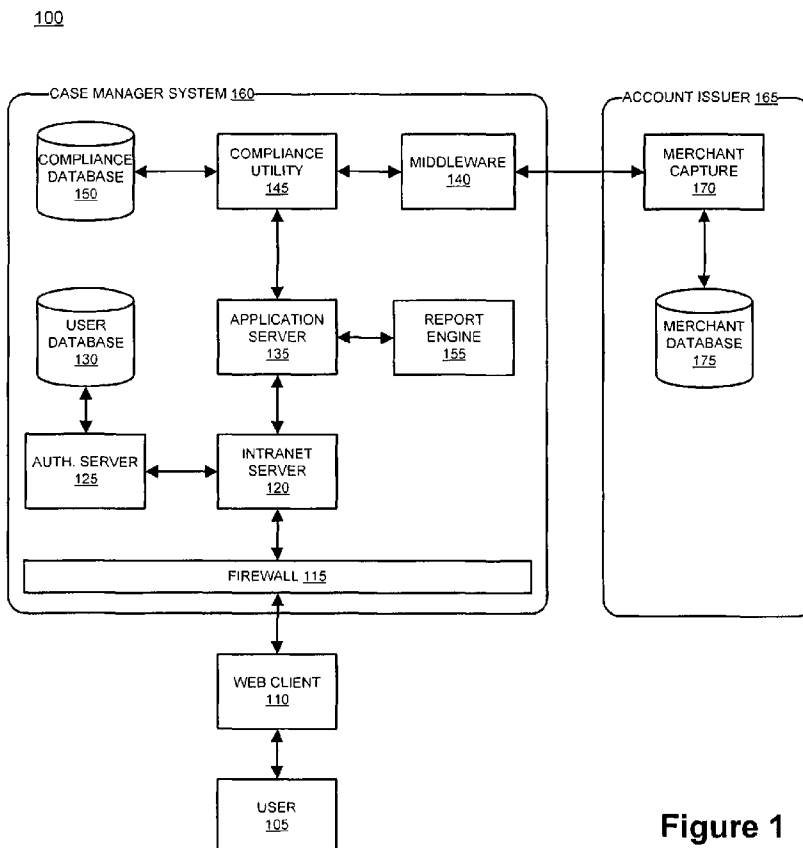 100
CASE MANAGER SYSTEM 160
ACCOUNT ISSUER 165
COMPLIANCE
DATABASE
150
COMPLIANCE
UTILITY
145
MIDDLEWARE
140
MERCHANT
CAPTURE
170
USER
DATABASE
130
APPLICATION
SERVER
135
REPORT
ENGINE
155
MERCHANT
DATABASE
175
AUTH. SERVER
125
INTRANET
SERVER
120
FIREWALL 115
WEB CLIENT
110
USER
105
Figure 1